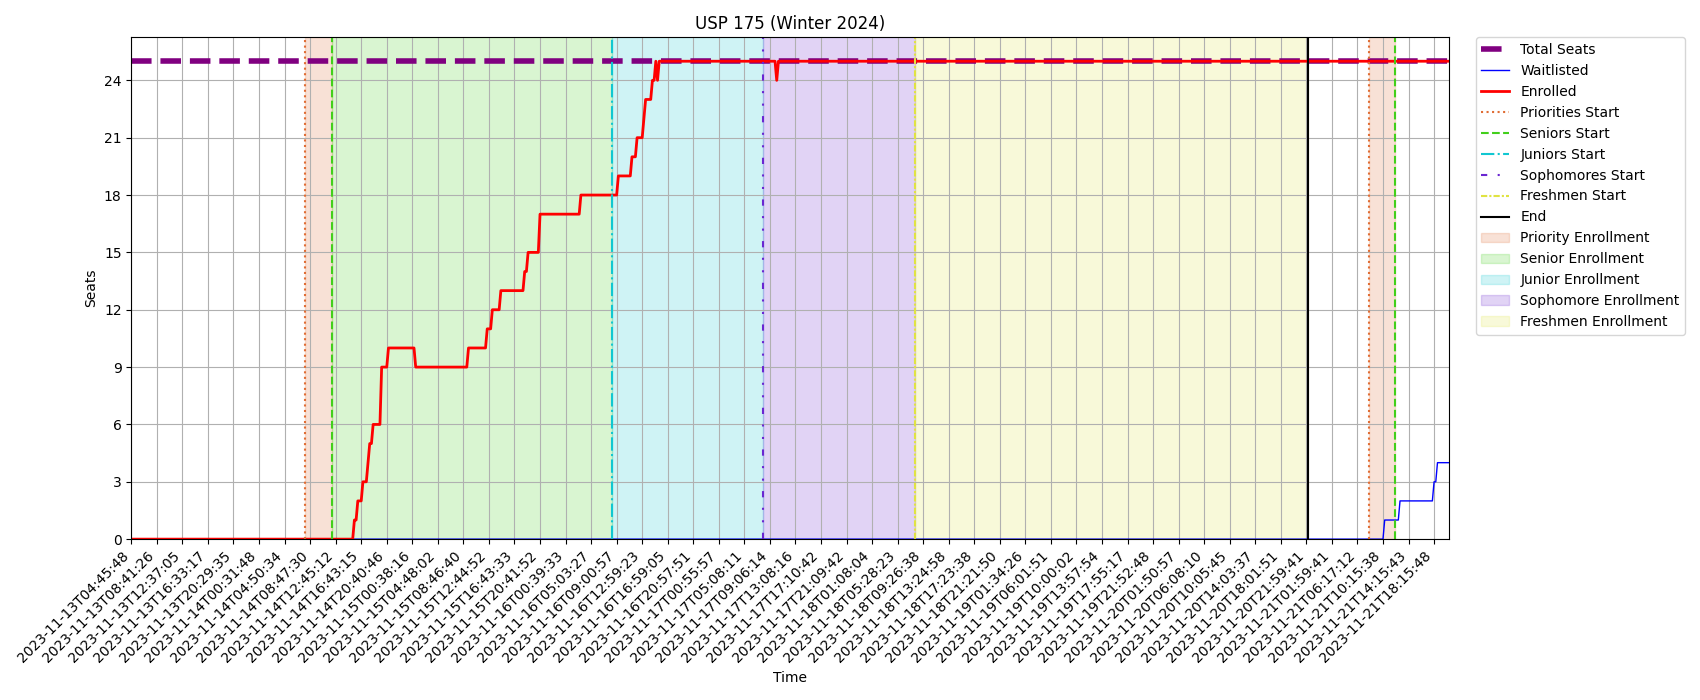 USP 175 (Winter 2024)
Seats
24
21
18
15
12
9
6
3
0
2023-11-13T04:45:48
2023-11-13T08:41:26
2023-11-13T12:37:05
2023-11-13T16:33:17
2023-11-13T20:29:35
2023-11-14T00:31:48
2023-11-14T04:50:34
2023-11-14T08:47:30
2023-11-14T12:45:12
2023-11-14T16:43:15
2023-11-14T20:40:46
2023-11-15T00:38:16
2023-11-15T04:48:02
2023-11-15T08:46:40
2023-11-15T12:44:52
2023-11-15T16:43:33
2023-11-15T20:41:52
2023-11-16T00:39:33
2023-11-16T05:03:27
2023-11-16T09:00:57
2023-11-16T12:59:23
2023-11-16T16:59:05
2023-11-16T20:57:51
2023-11-17T00:55:57
2023-11-17T05:08:11
2023-11-17T09:06:14
2023-11-17T13:08:16
2023-11-17T17:10:42
2023-11-17T21:09:42
2023-11-18T01:08:04
2023-11-18T05:28:23
2023-11-18T09:26:38
2023-11-18T13:24:58
2023-11-18T17:23:38
2023-11-18T21:21:50
2023-11-19T01:34:26
2023-11-19T06:01:51
2023-11-19T10:00:02
2023-11-19T13:57:54
2023-11-19T17:55:17
2023-11-19T21:52:48
2023-11-20T01:50:57
2023-11-20T06:08:10
2023-11-20T10:05:45
2023-11-20T14:03:37
2023-11-20T18:01:51
2023-11-20T21:59:41
2023-11-21T01:59:41
2023-11-21T06:17:12
2023-11-21T10:15:38
2023-11-21T14:15:43
2023-11-21T18:15:48
Time
Total Seats
Waitlisted
Enrolled
Priorities Start
Seniors Start
Juniors Start
Sophomores Start
Freshmen Start
End
Priority Enrollment
Senior Enrollment
Junior Enrollment
Sophomore Enrollment
Freshmen Enrollment